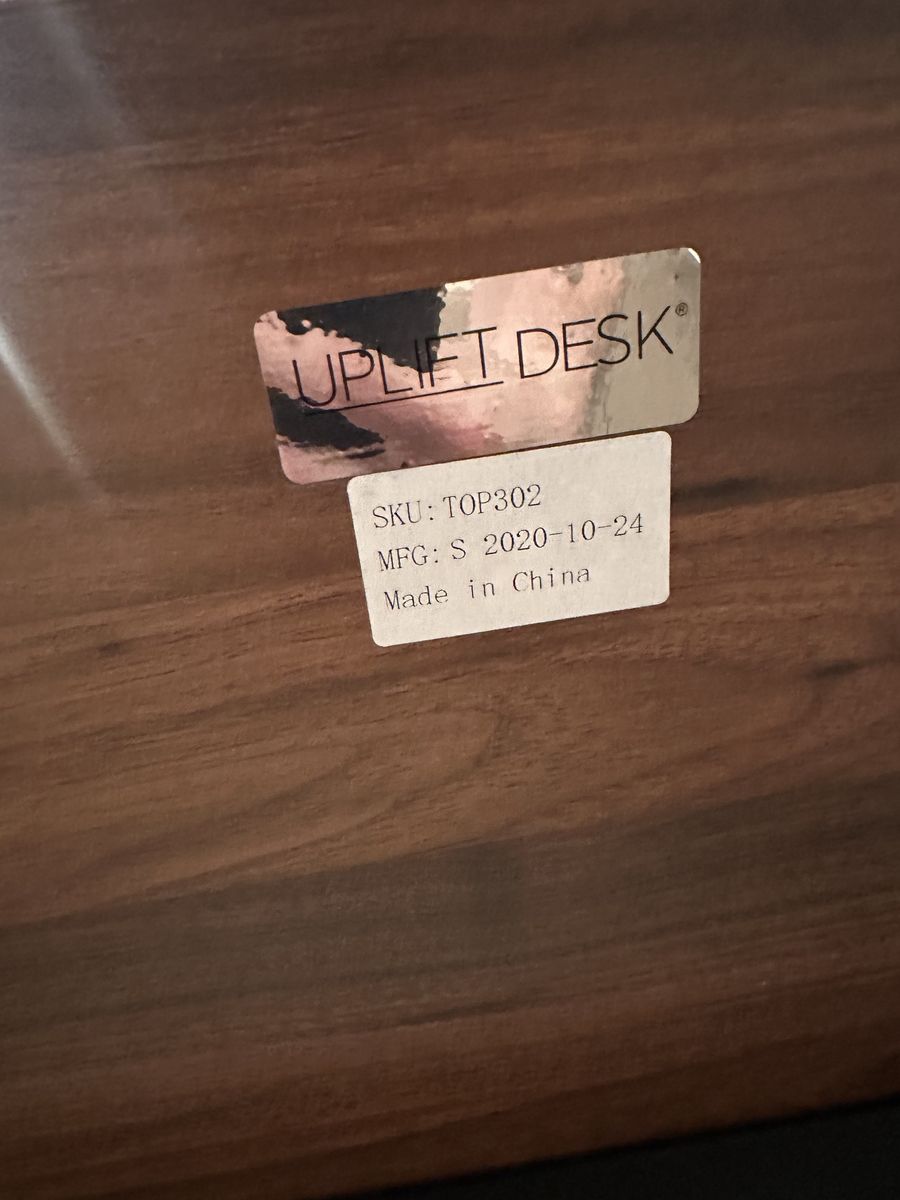 UPLIFT DESK®
SKU: TOP302
MFG: S 2020-10-24
Made in China